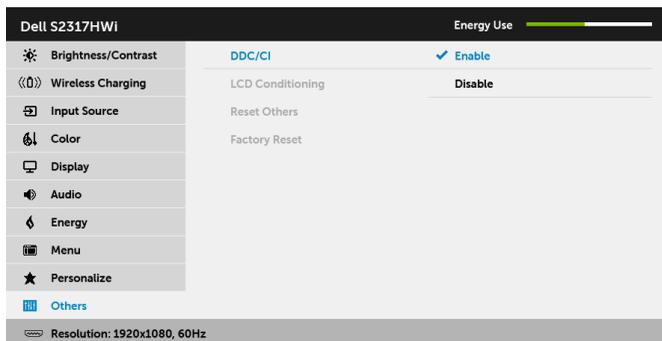 Dell S2317HWi Energy Use
Brightness/Contrast DDC/CI Enable
Wireless Charging LCD Conditioning Disable
Input Source Reset Others
Color Factory Reset
Display
Audio
Energy
Menu
Personalize
Others
Resolution: 1920x1080, 60Hz